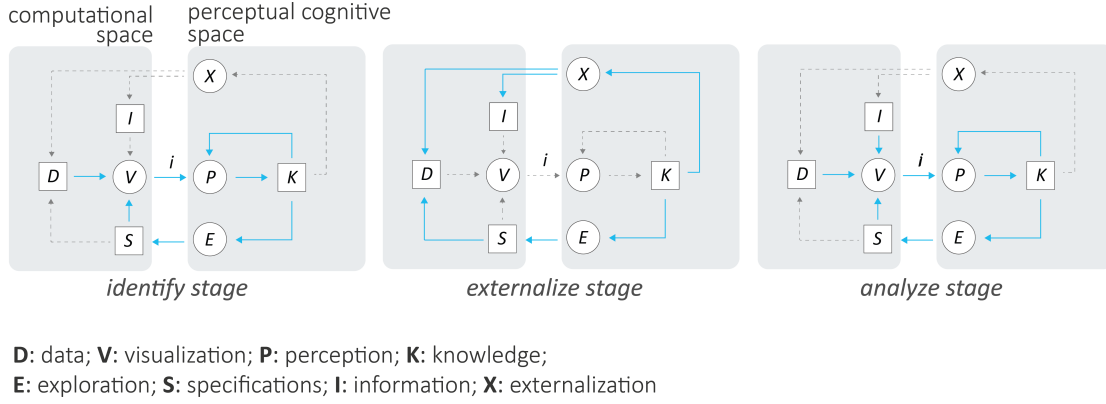 computational space
perceptual cognitive space
X
I
i
D
V
P
K
S
E
identify stage
X
I
i
D
V
P
K
S
E
externalize stage
X
I
i
D
V
P
K
S
E
analyze stage
D: data; V: visualization; P: perception; K: knowledge;
E: exploration; S: specifications; I: information; X: externalization